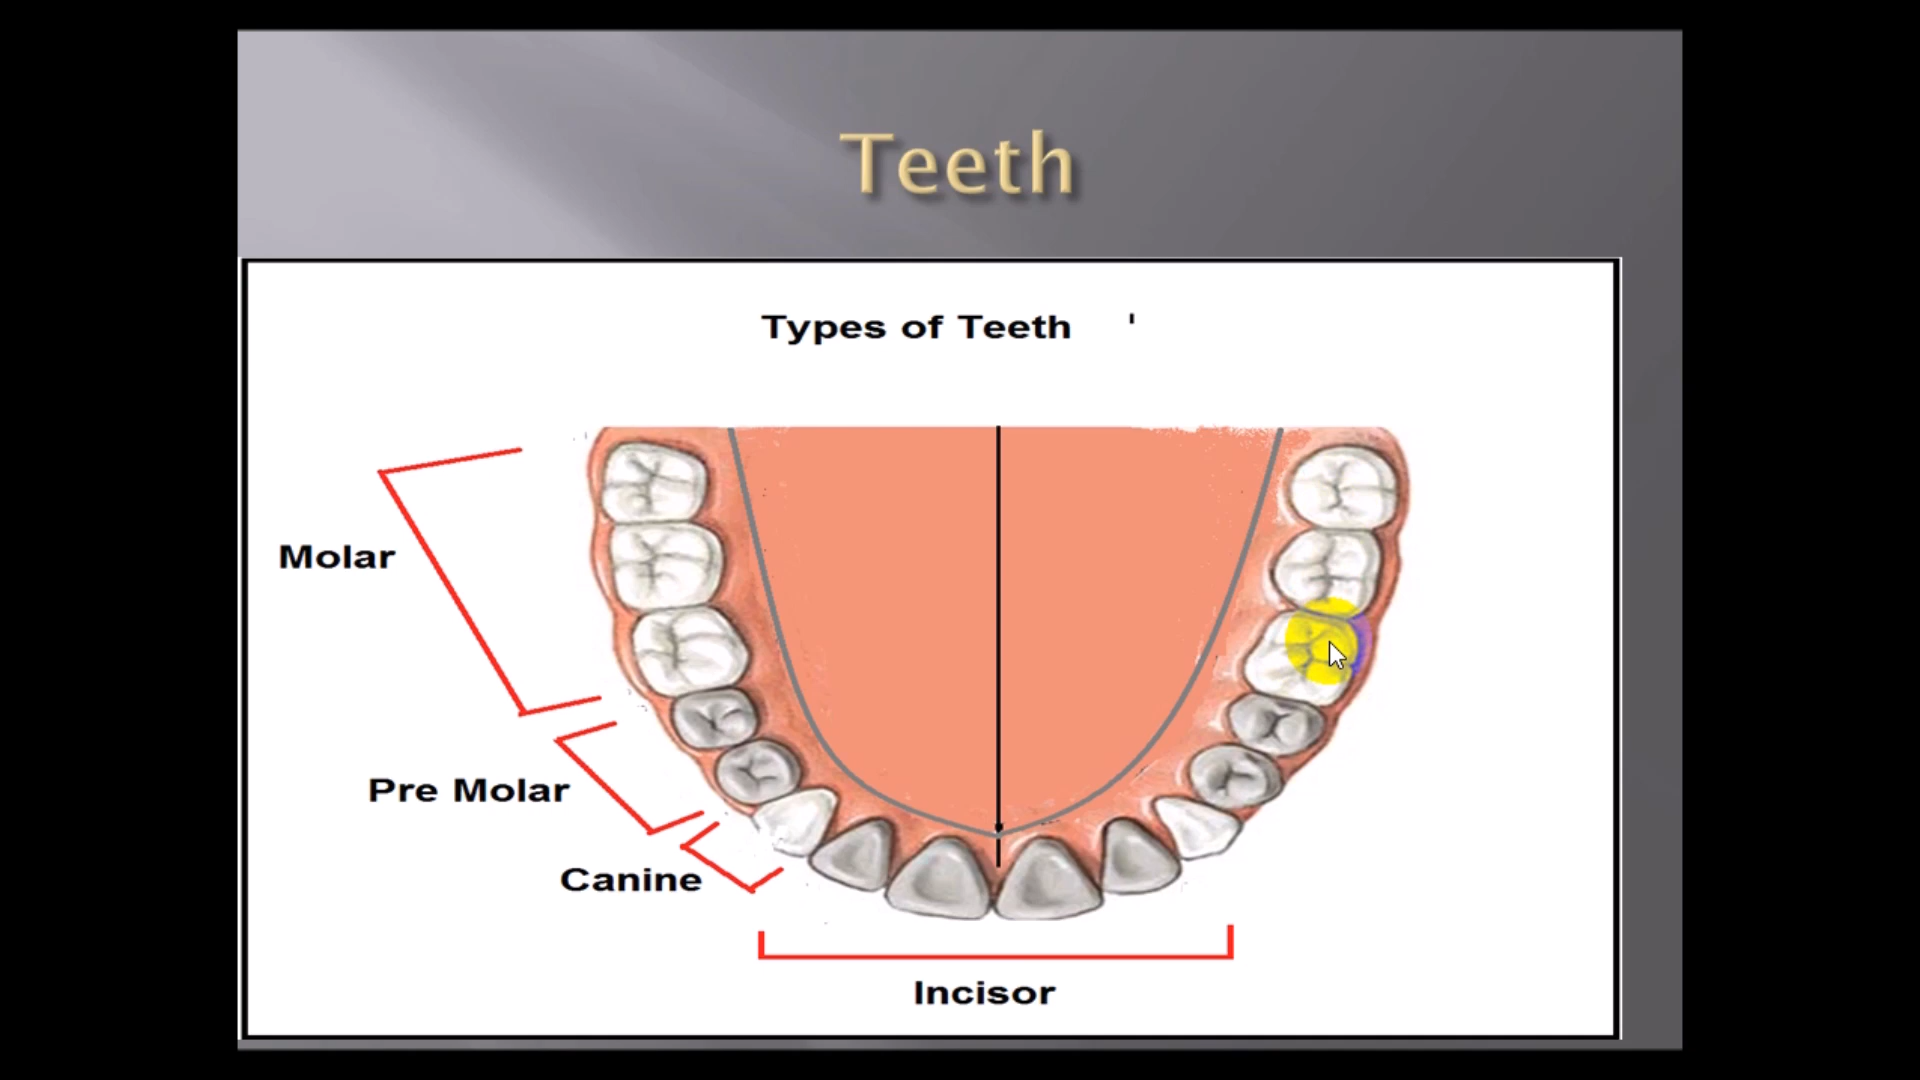 Teeth
Types of Teeth '
Molar
Pre Molar
Canine
Incisor